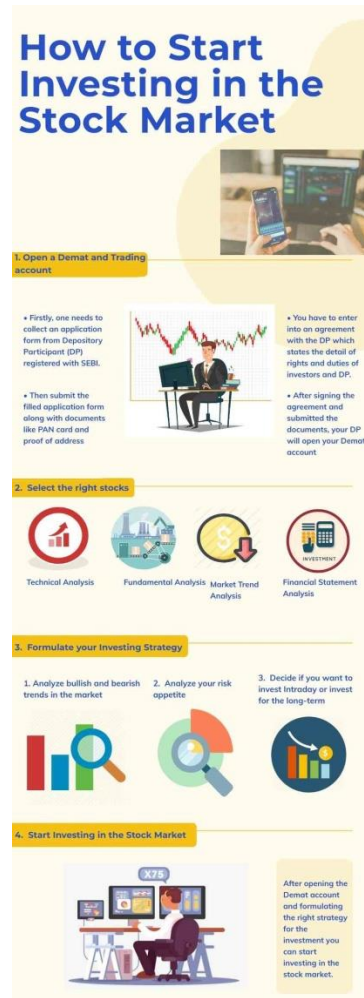 How to Start
Investing in the
Stock Market
1. Open a Demat and Trading
account
• Firstly, one needs to
collect an application
form from Depository
Participant (DP)
registered with SEBI.
• Then submit the
filled application form
along with documents
like PAN card and
proof of address
• You have to enter
into an agreement
with the DP which
states the detail of
rights and duties of
investors and DP.
• After signing the
agreement and
submitted the
documents, your DP
will open your Demat
account
2. Select the right stocks
INVESTMENT
Technical Analysis
Fundamental Analysis
Market Trend
Analysis
Financial Statement
Analysis
3. Formulate your Investing Strategy
1. Analyze bullish and bearish
trends in the market
2. Analyze your risk
appetite
3. Decide if you want to
invest Intraday or invest
for the long-term
4. Start Investing in the Stock Market
X75
After opening the
Demat account
and formulating
the right strategy
for the
investment you
can start
investing in the
stock market.